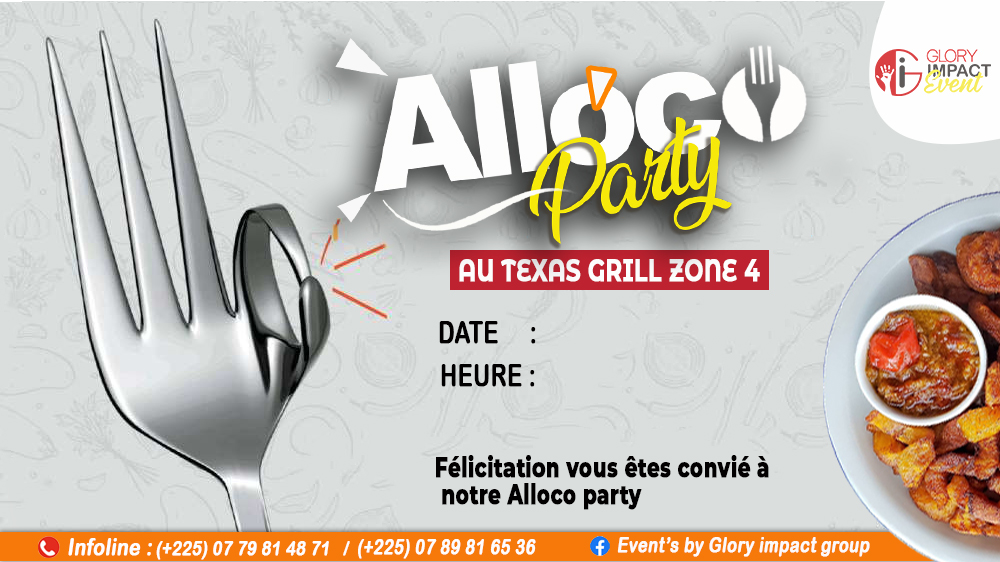 Alloco
Party
GLORY
IMPACT
Event
AU TEXAS GRILL ZONE 4
DATE :
HEURE :
Félicitation vous êtes convié à
notre Alloco party
Infoline : (+225) 07 79 81 48 71 / (+225) 07 89 81 65 36
Event's by Glory impact group